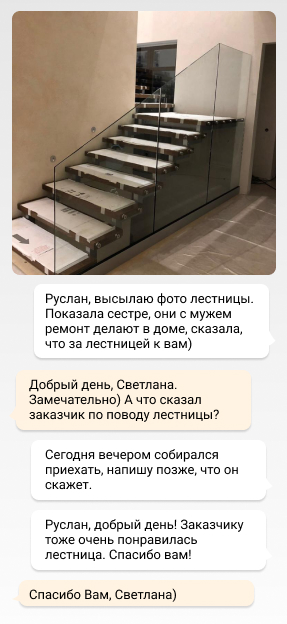 Руслан, высылаю фото лестницы.
Показала сестре, они с мужем
ремонт делают в доме, сказала,
что за лестницей к вам)
Добрый день, Светлана.
Замечательно) А что сказал
заказчик по поводу лестницы?
Сегодня вечером собирался
приехать, напишу позже, что он
скажет.
Руслан, добрый день! Заказчику
тоже очень понравилась
лестница. Спасибо вам!
Спасибо Вам, Светлана)